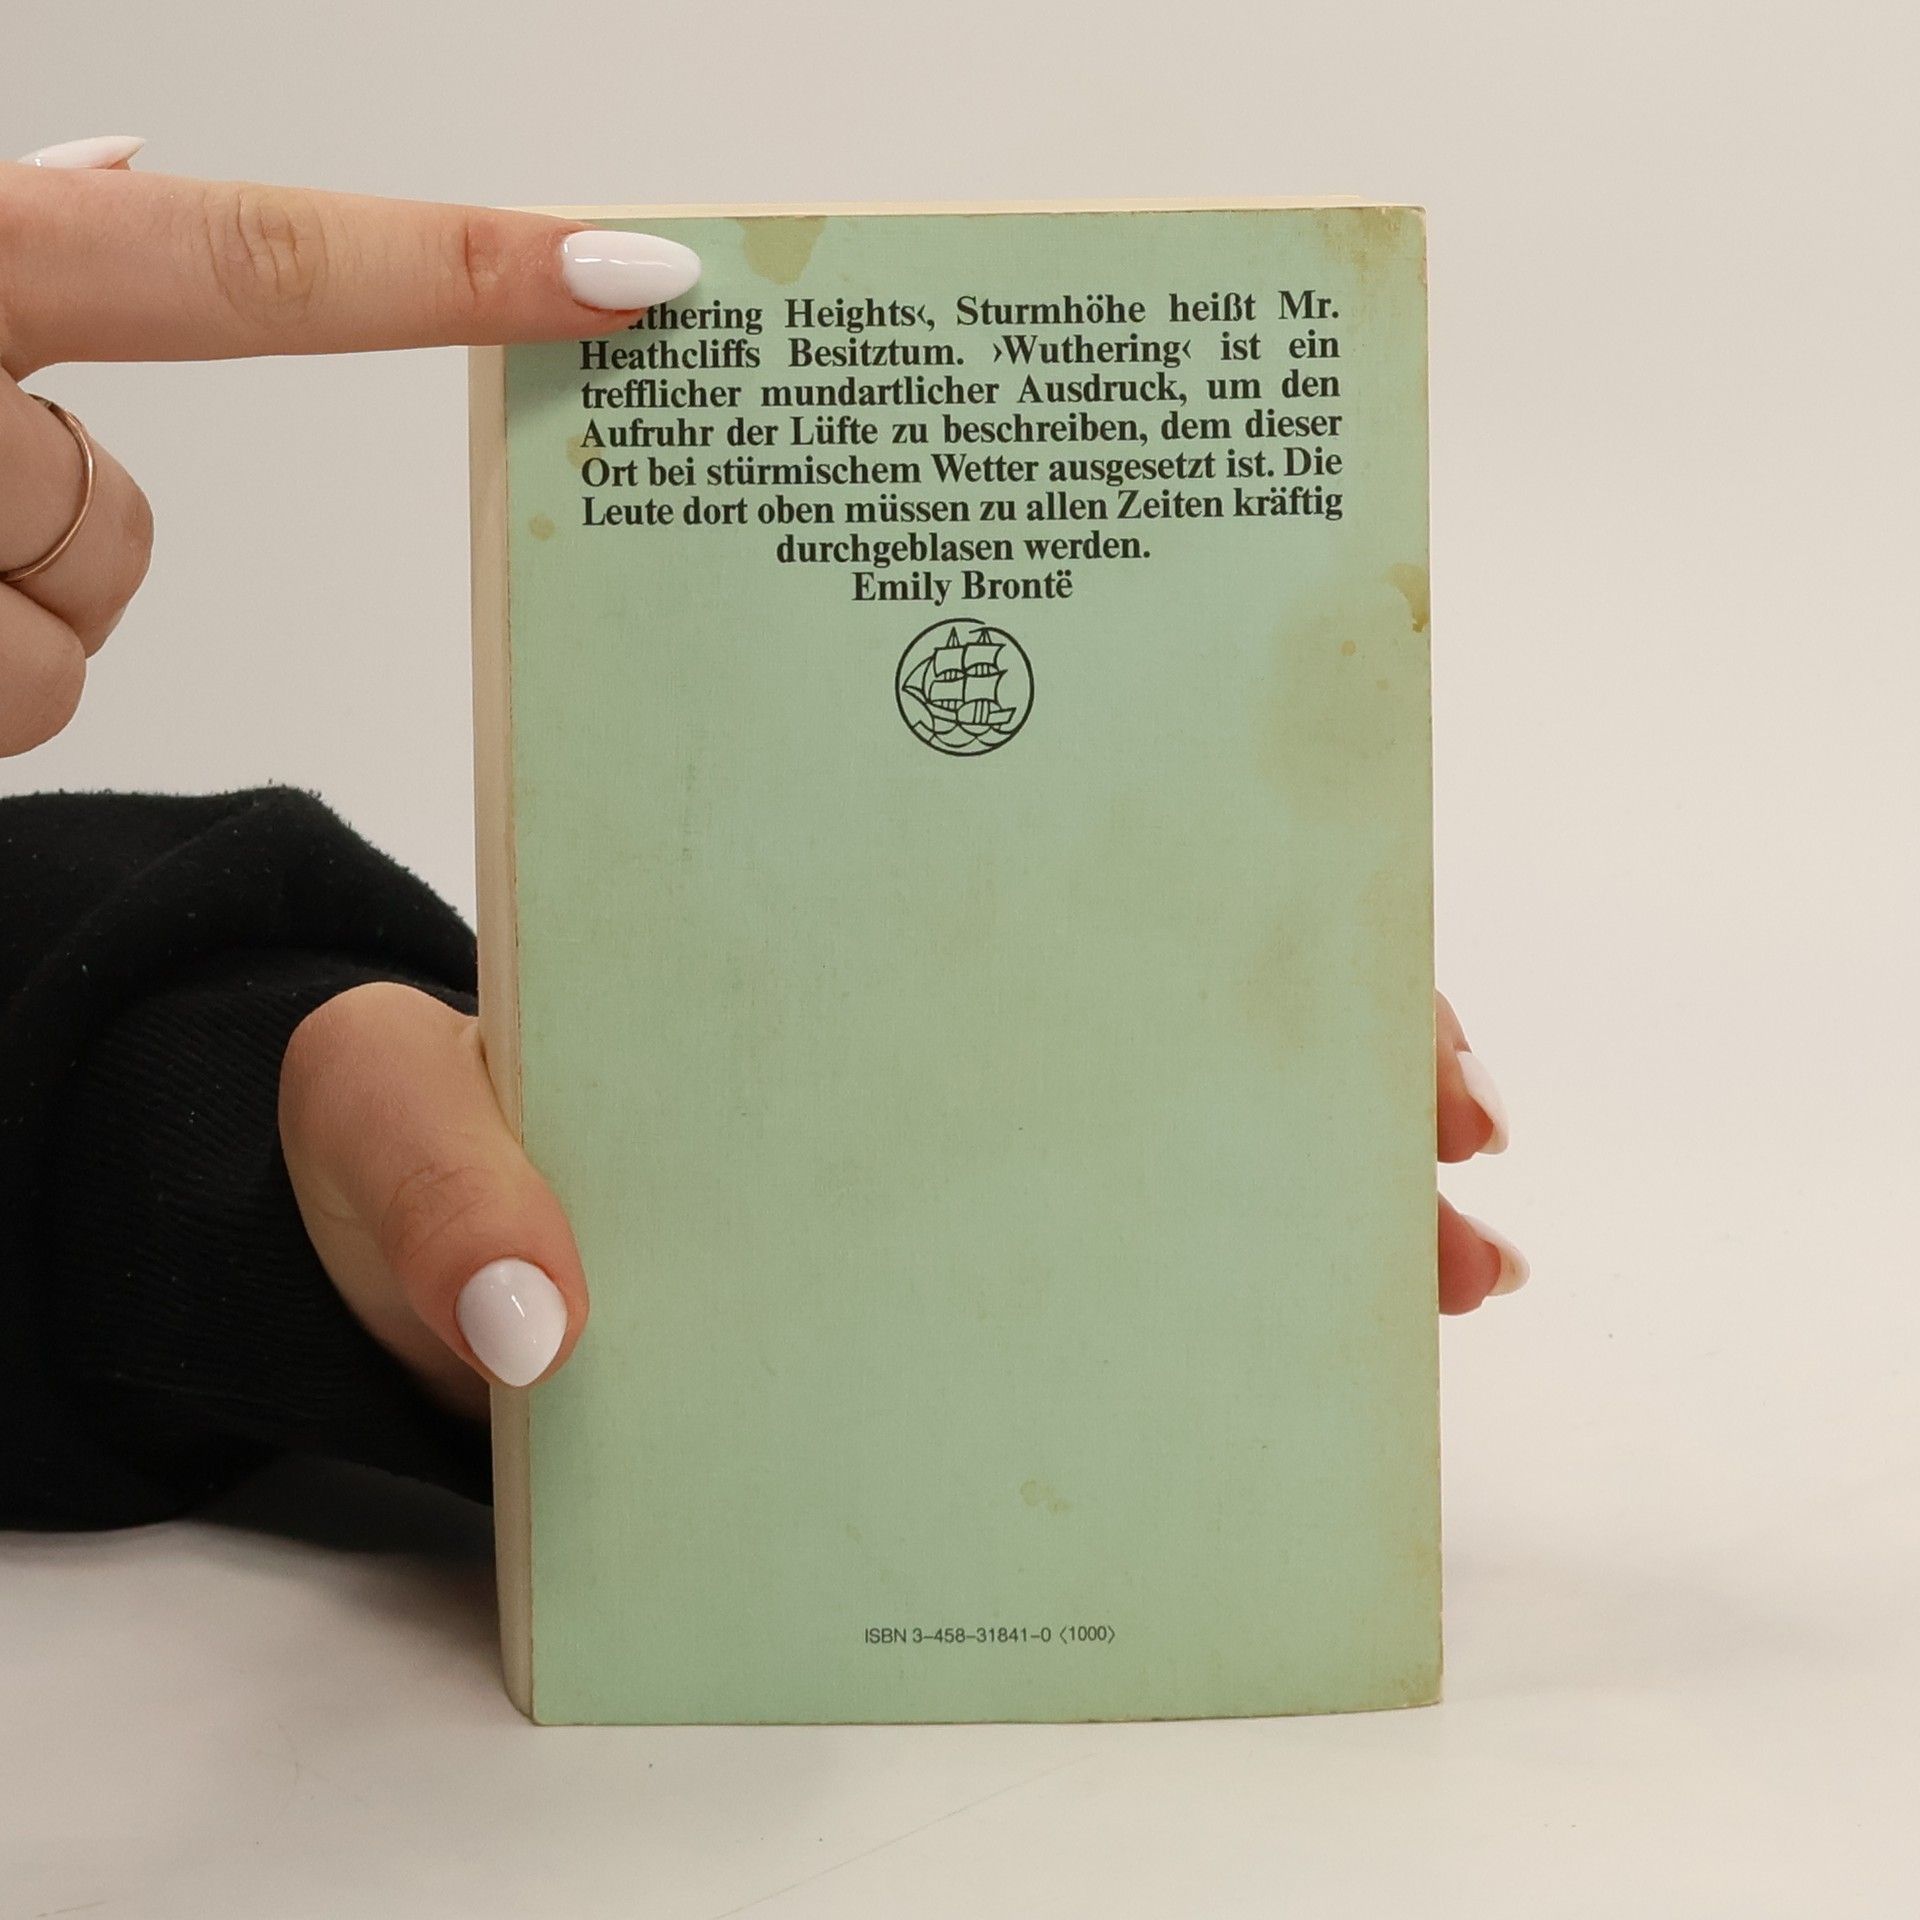 Heights‹, Sturmhöhe heißt Mr.
Heathcliffs Besitztum. ›Wuthering‹ ist ein
trefflicher mundartlicher Ausdruck, um den
Aufruhr der Lüfte zu beschreiben, dem dieser
Ort bei stürmischem Wetter ausgesetzt ist. Die
Leute dort oben müssen zu allen Zeiten kräftig
durchgeblasen werden.
Emily Brontë
ISBN 3–458–31841–0 ⟨1000⟩